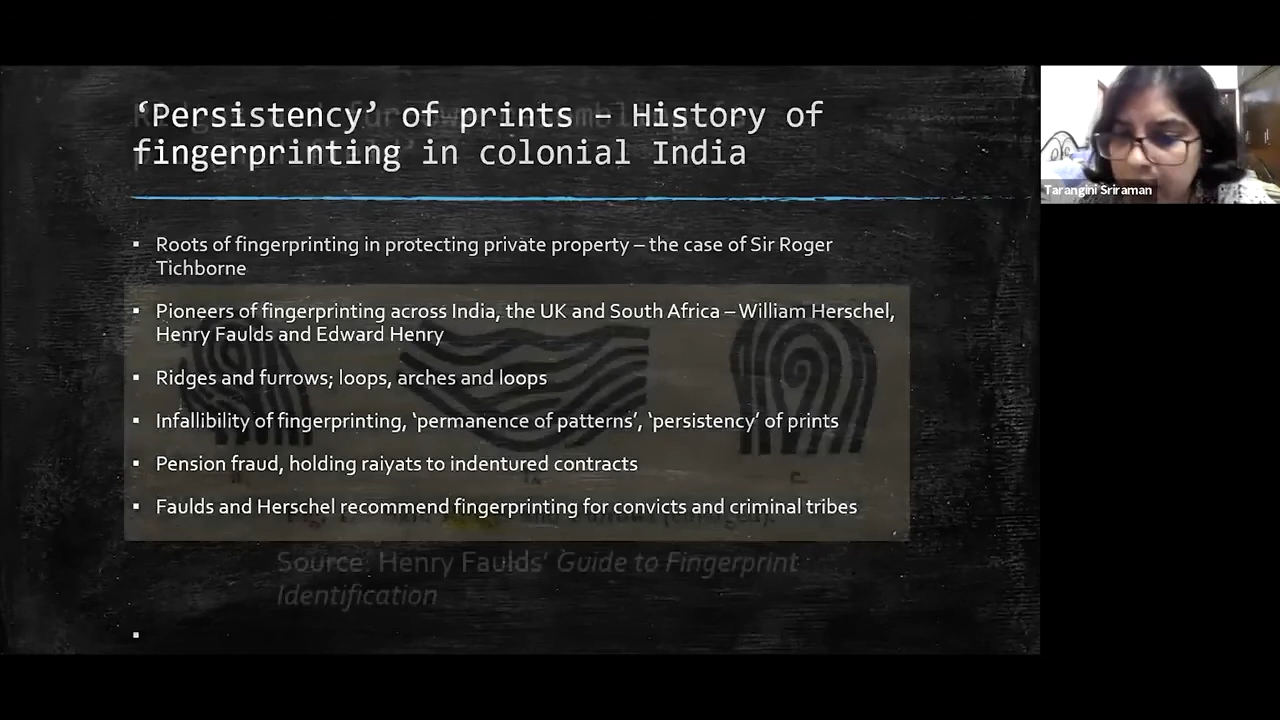 ‘Persistency’ of prints – History of
fingerprinting in colonial India
▪ Roots of fingerprinting in protecting private property – the case of Sir Roger
Tichborne
▪ Pioneers of fingerprinting across India, the UK and South Africa – William Herschel,
Henry Faulds and Edward Henry
▪ Ridges and furrows; loops, arches and loops
▪ Infallibility of fingerprinting, ‘permanence of patterns’, ‘persistency’ of prints
▪ Pension fraud, holding raiyats to indentured contracts
▪ Faulds and Herschel recommend fingerprinting for convicts and criminal tribes
Source: Henry Faulds’ Guide to Fingerprint
Identification
▪
Tarangini Sriraman